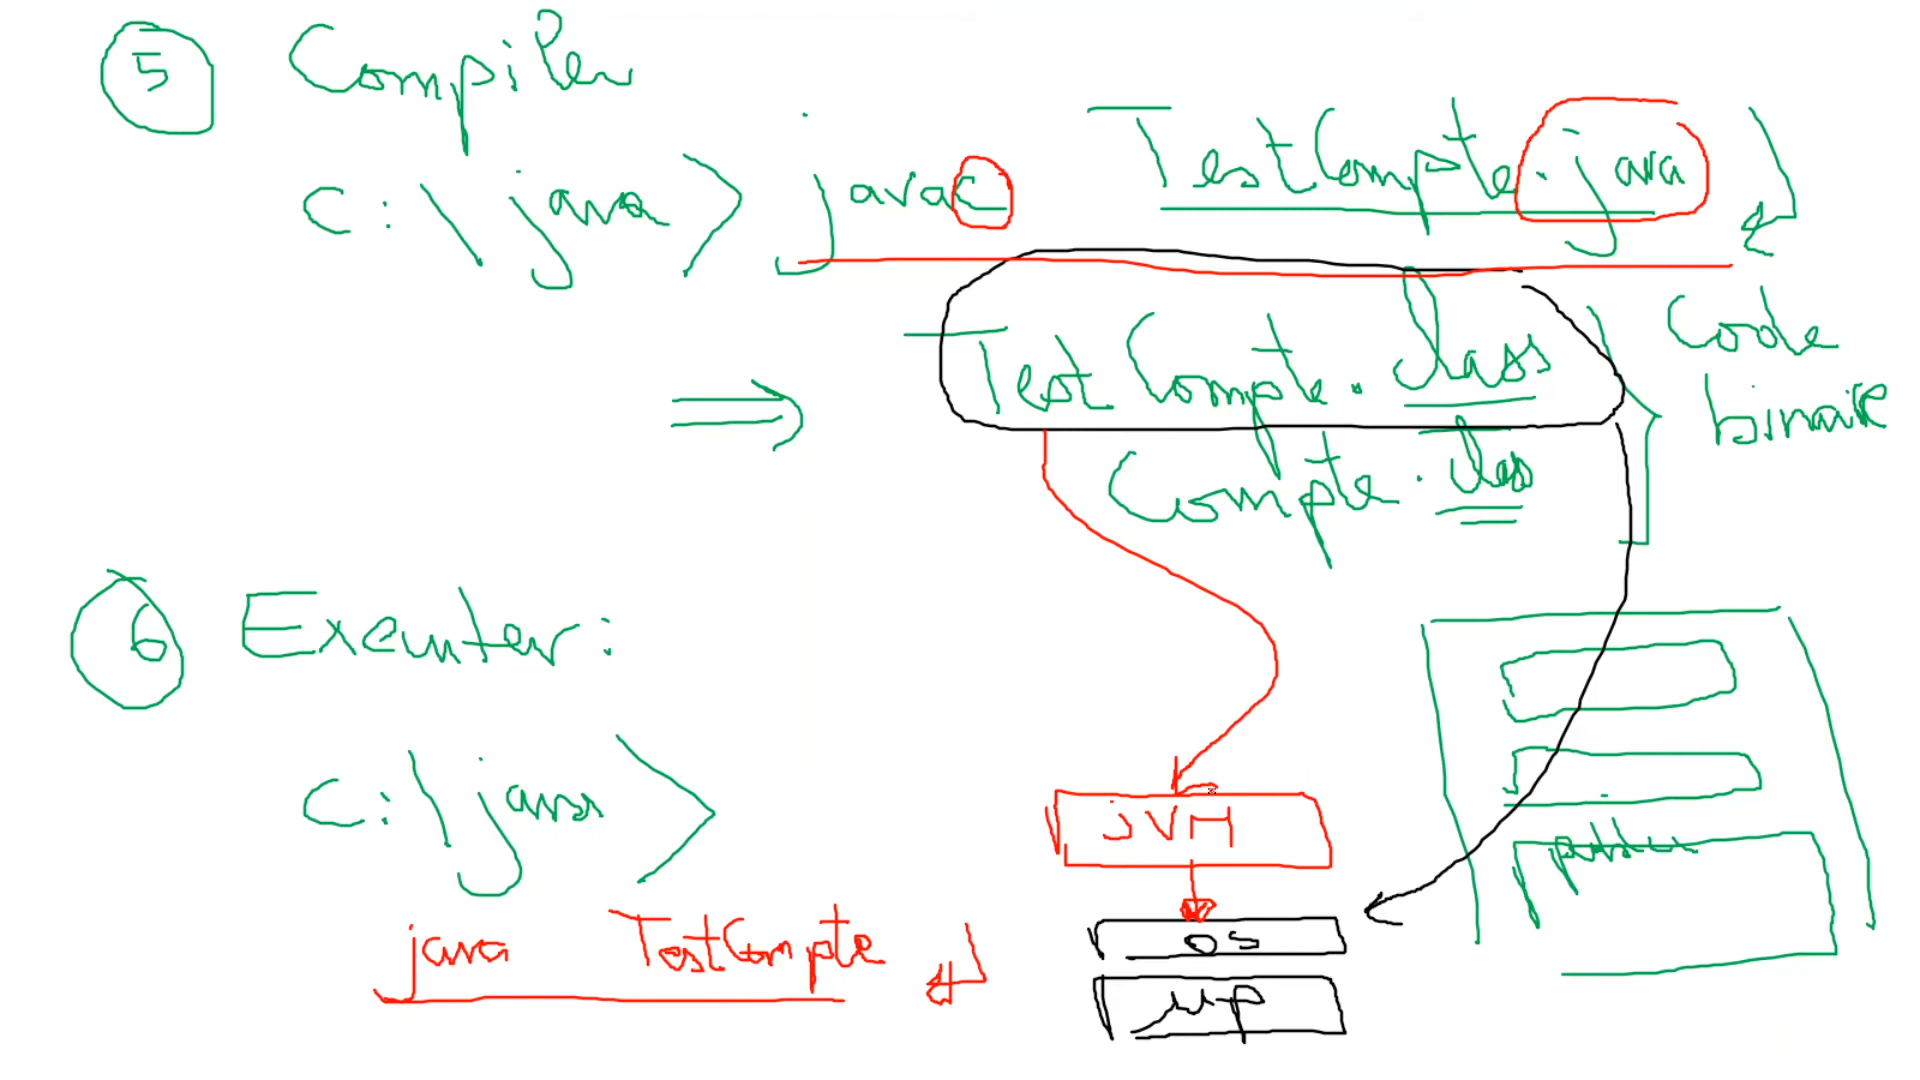 5 Compiler
C:\java> javac TestCompte.java
⇒ TestCompte.class
Compte.class
Code binaire
6 Executer:
C:\java>
java TestCompte
JVM
OS
μP